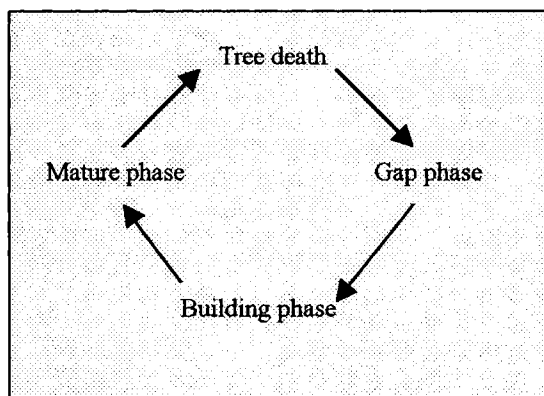 Tree death
Mature phase
Gap phase
Building phase